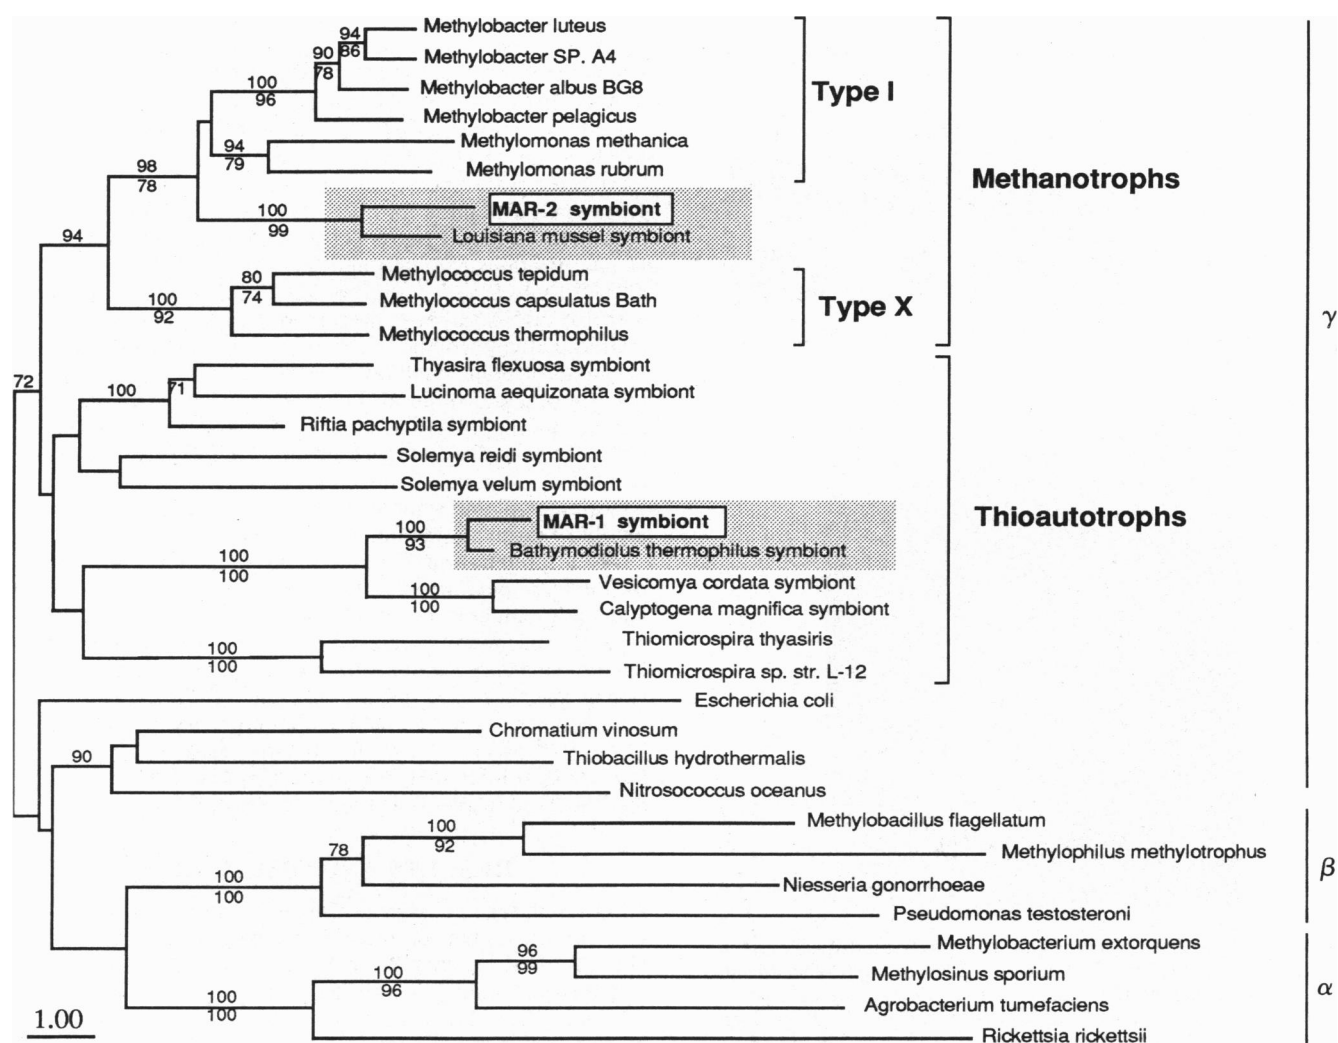 94
Methylobacter luteus
90
86
Methylobacter SP. A4
100
78
Methylobacter albus BG8
Type I
96
Methylobacter pelagicus
94
Methylomonas methanica
98
79
Methylomonas rubrum
Methanotrophs
78
100
MAR-2 symbiont
94
99
Louisiana mussel symbiont
80
Methylococcus tepidum
100
74
Methylococcus capsulatus Bath
Type X
92
Methylococcus thermophilus
γ
Thyasira flexuosa symbiont
72
100
71
Lucinoma aequizonata symbiont
Riftia pachyptila symbiont
Solemya reidi symbiont
Solemya velum symbiont
100
MAR-1 symbiont
Thioautotrophs
93
Bathymodiolus thermophilus symbiont
100
100
100
Vesicomya cordata symbiont
100
Calyptogena magnifica symbiont
100
Thiomicrospira thyasiris
100
Thiomicrospira sp. str. L-12
Escherichia coli
Chromatium vinosum
90
Thiobacillus hydrothermalis
Nitrosococcus oceanus
100
Methylobacillus flagellatum
78
92
Methylophilus methylotrophus
β
100
Niesseria gonorrhoeae
100
Pseudomonas testosteroni
96
Methylobacterium extorquens
100
99
Methylosinus sporium
96
α
100
Agrobacterium tumefaciens
100
1.00
Rickettsia rickettsii